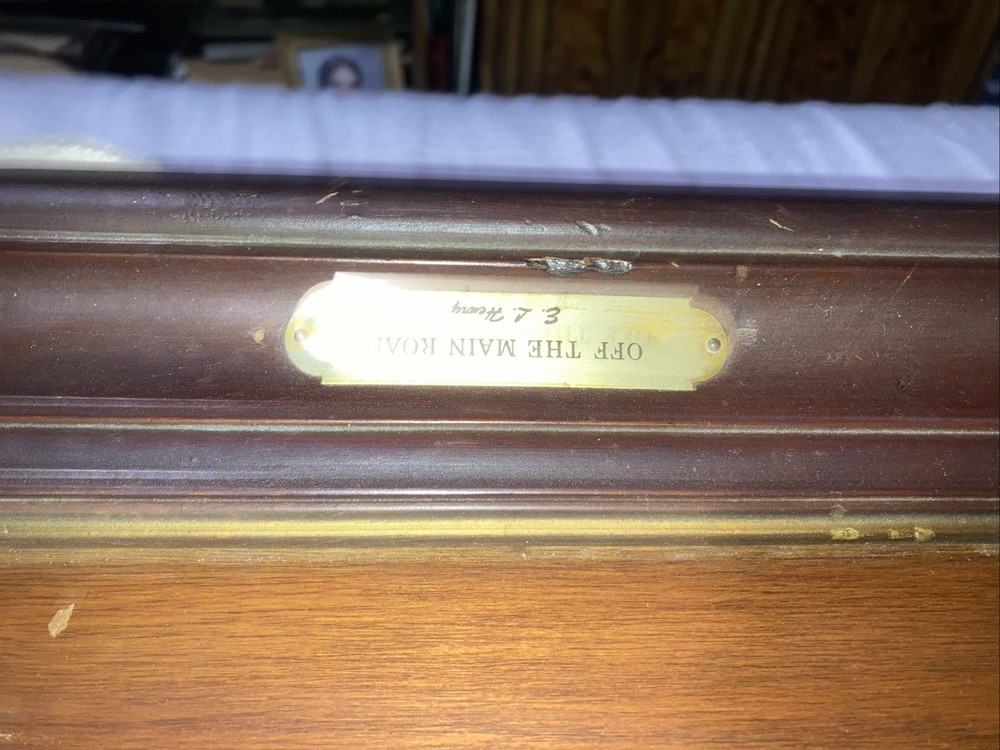 OFF THE MAIN ROAD
E. L. Henry